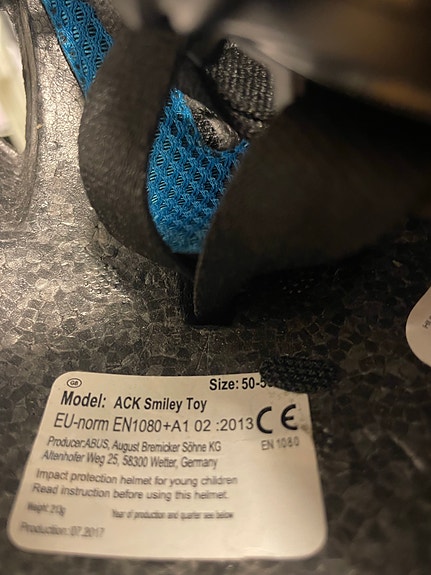 GB
Size: 50-5
Model: ACK Smiley Toy
EU-norm EN1080+A1 02 :2013 CE
EN 1080
Producer:ABUS, August Bremicker Söhne KG
Altenhofer Weg 25, 58300 Wetter, Germany
Impact protection helmet for young children
Read instruction before using this helmet.
Weight: 213g Year of production and quarter see below
Production: 07.2017